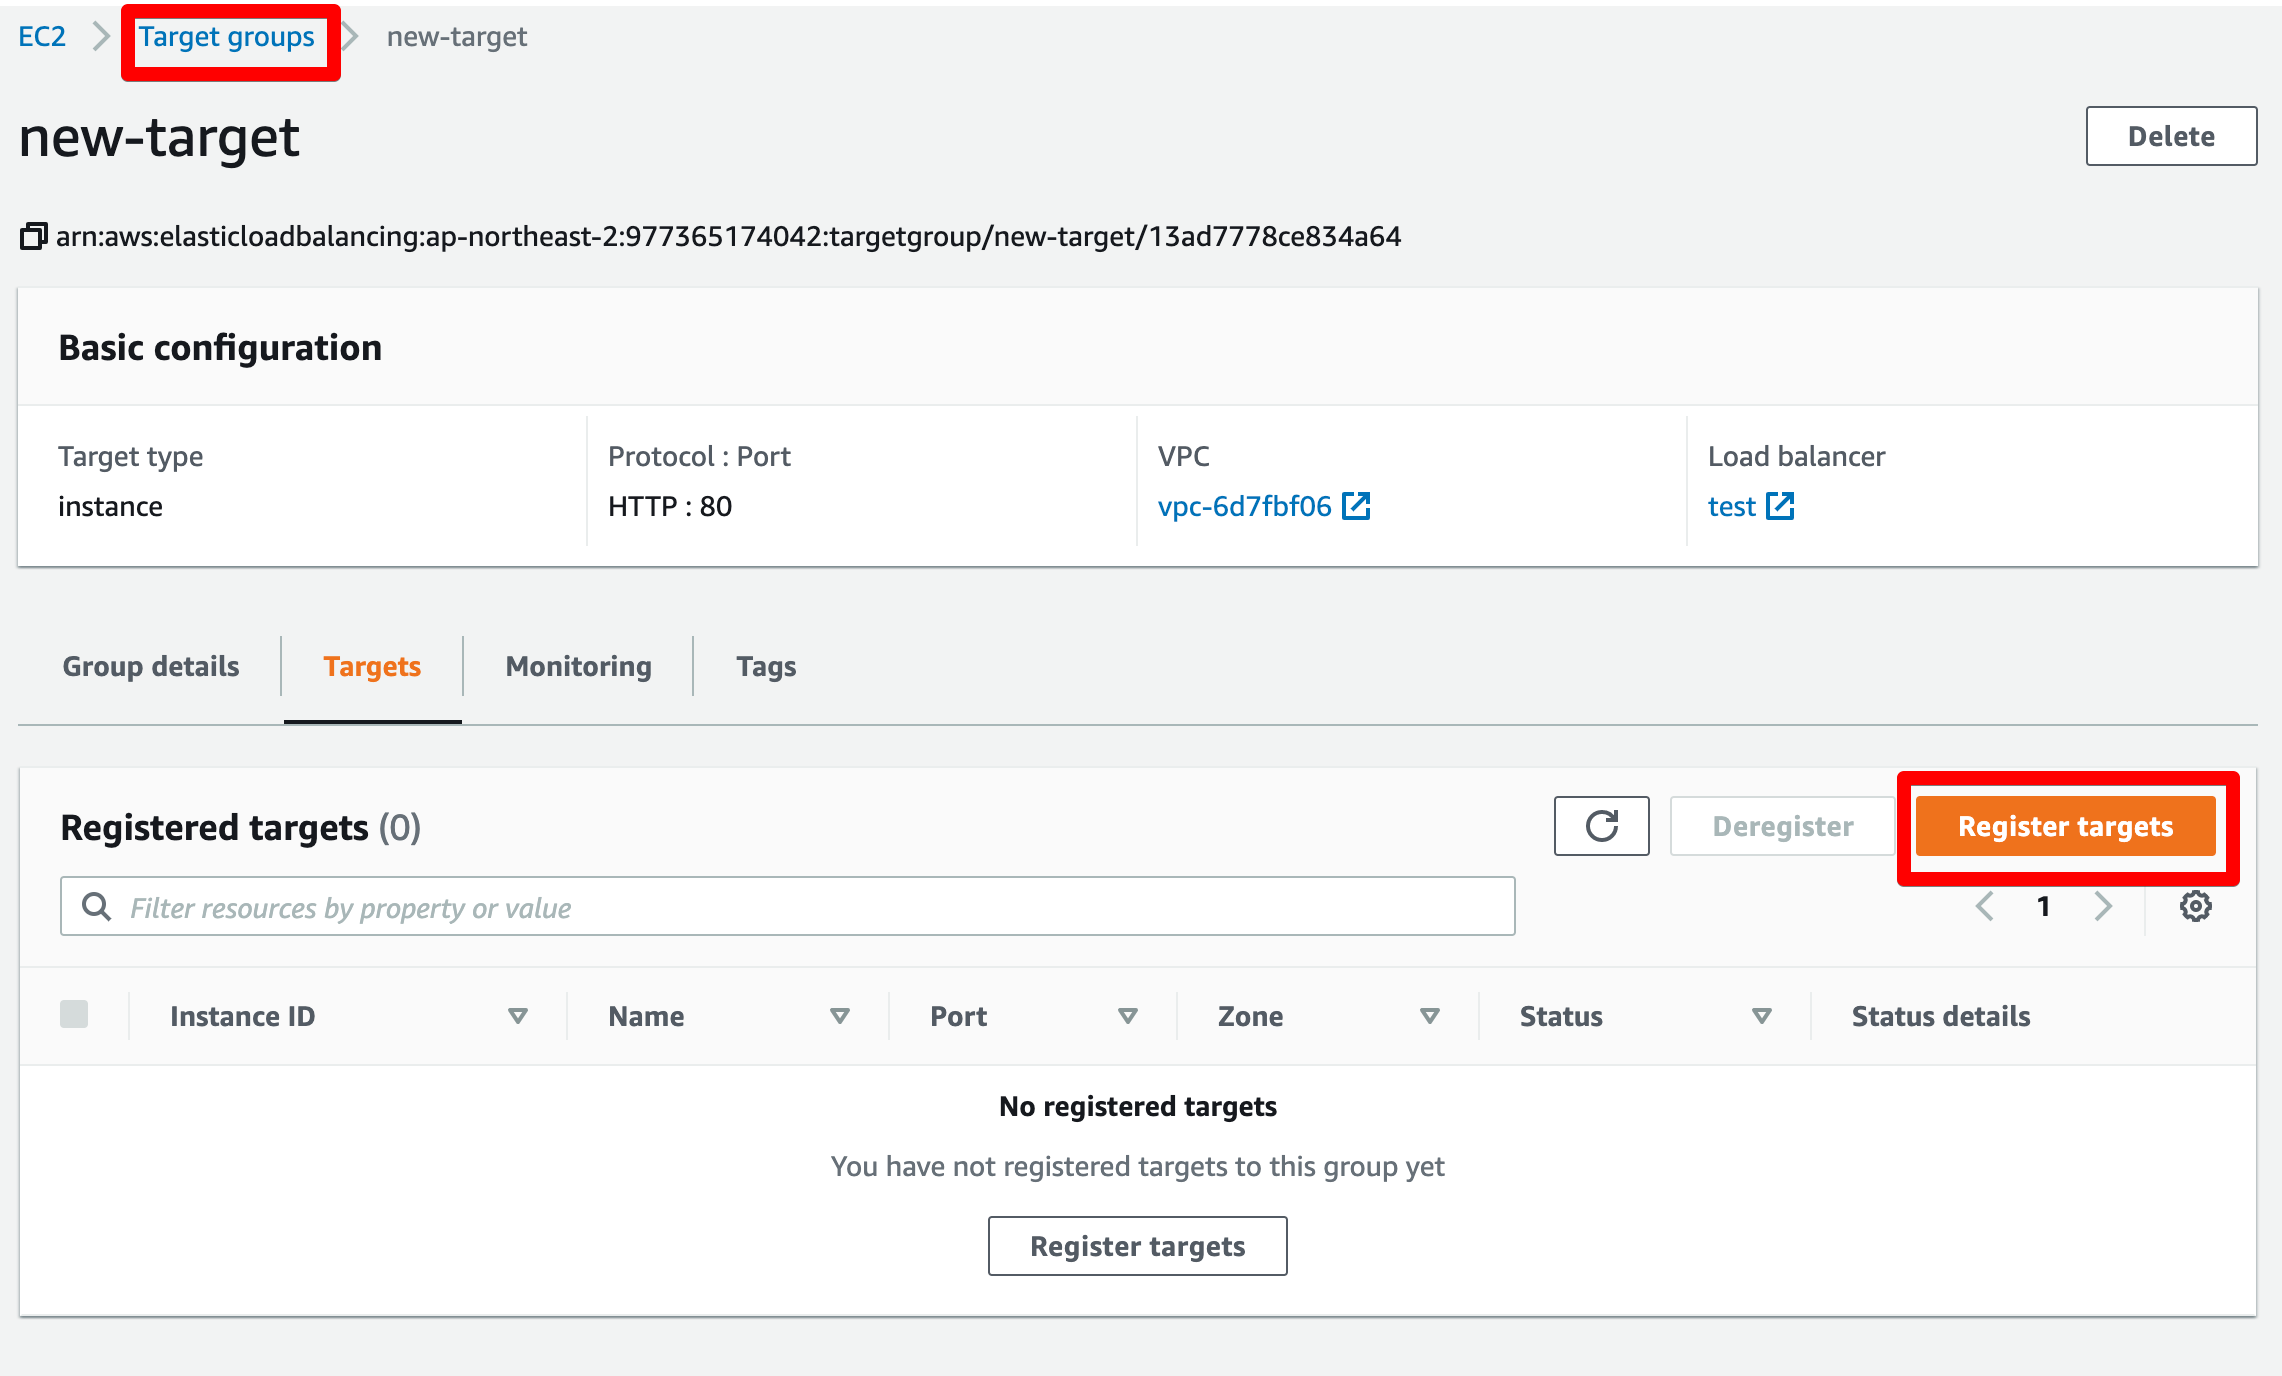 EC2 Target groups new-target
new-target
Delete
arn:aws:elasticloadbalancing:ap-northeast-2:977365174042:targetgroup/new-target/13ad7778ce834a64
Basic configuration
Target type Protocol : Port VPC Load balancer
instance HTTP : 80 vpc-6d7fbf06 test
Group details Targets Monitoring Tags
Registered targets (0) Deregister Register targets
Filter resources by property or value 1
Instance ID Name Port Zone Status Status details
No registered targets
You have not registered targets to this group yet
Register targets